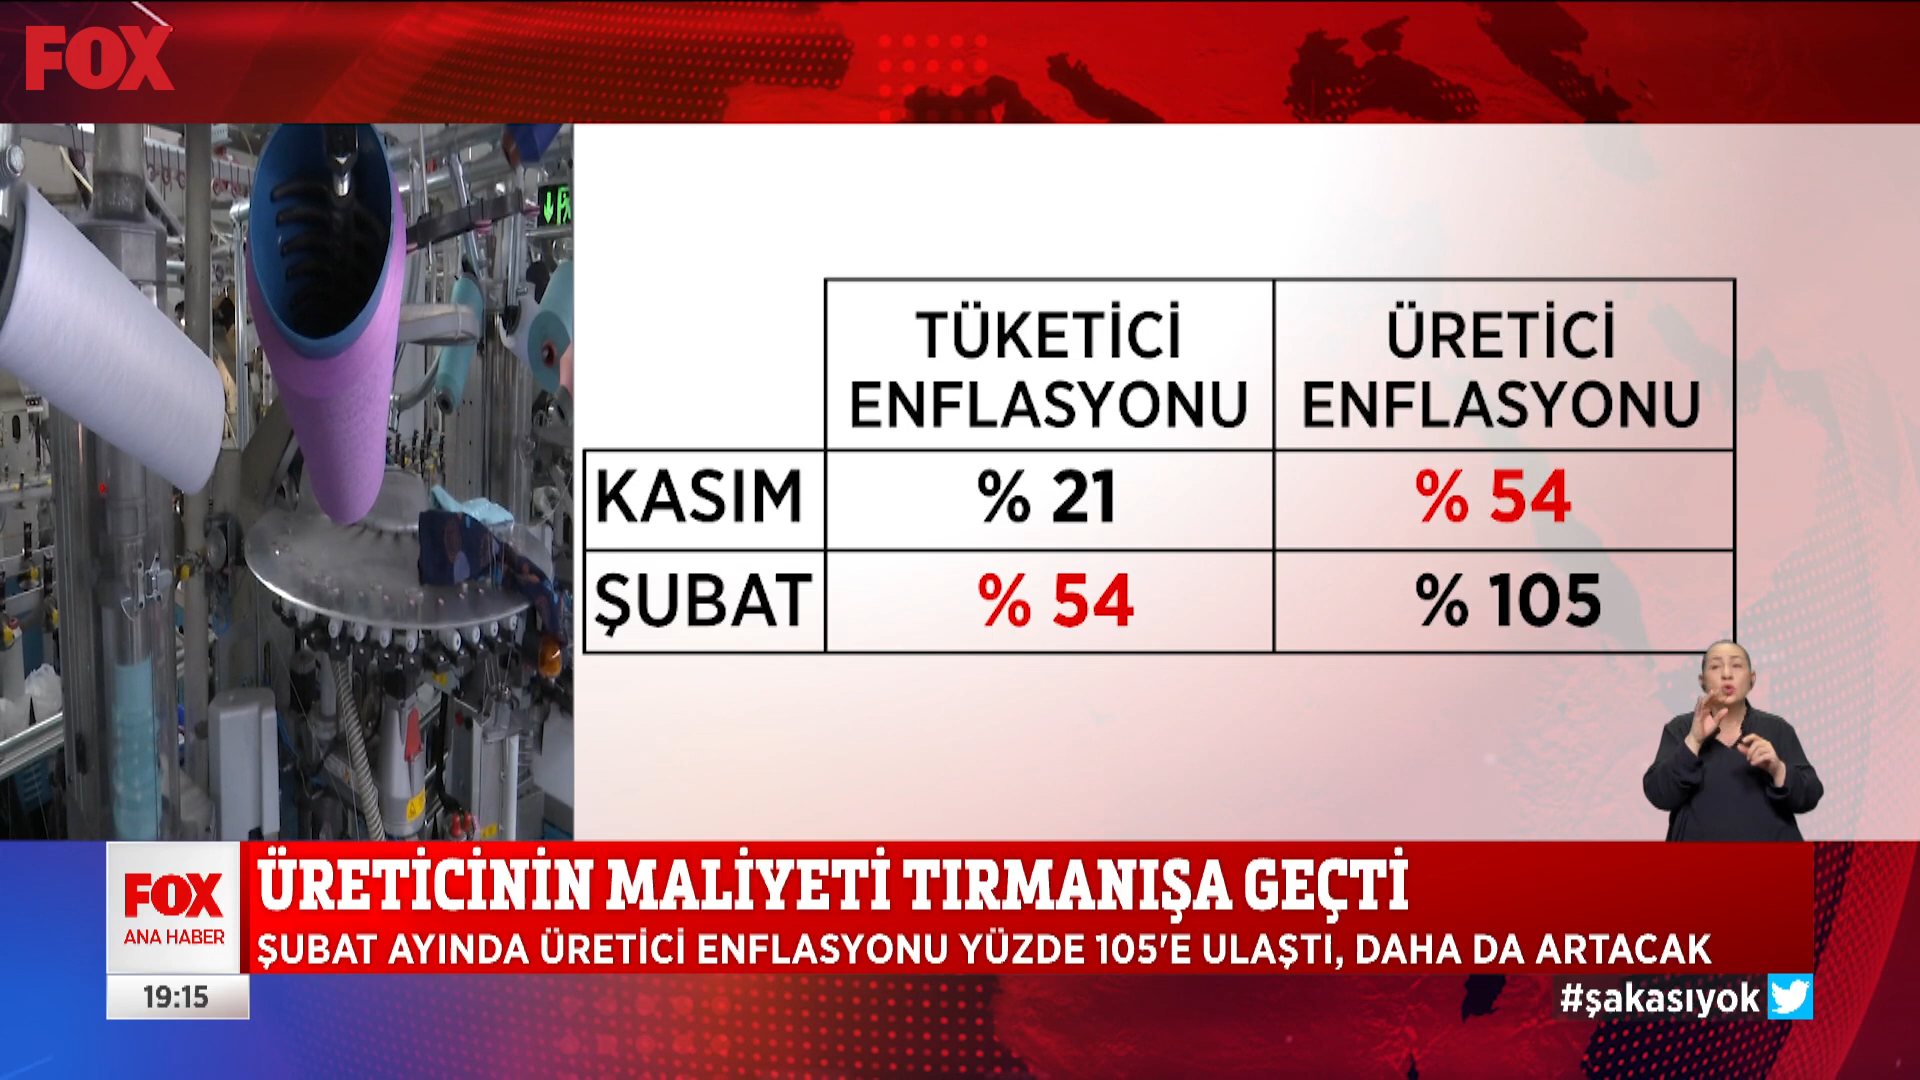 FOX
TÜKETİCİ
ENFLASYONU
ÜRETİCİ
ENFLASYONU
KASIM % 21 % 54
ŞUBAT % 54 % 105
FOX
ANA HABER
ÜRETİCİNİN MALİYETİ TIRMANIŞA GEÇTİ
ŞUBAT AYINDA ÜRETİCİ ENFLASYONU YÜZDE 105'E ULAŞTI, DAHA DA ARTACAK
19:15
#şakasıyok